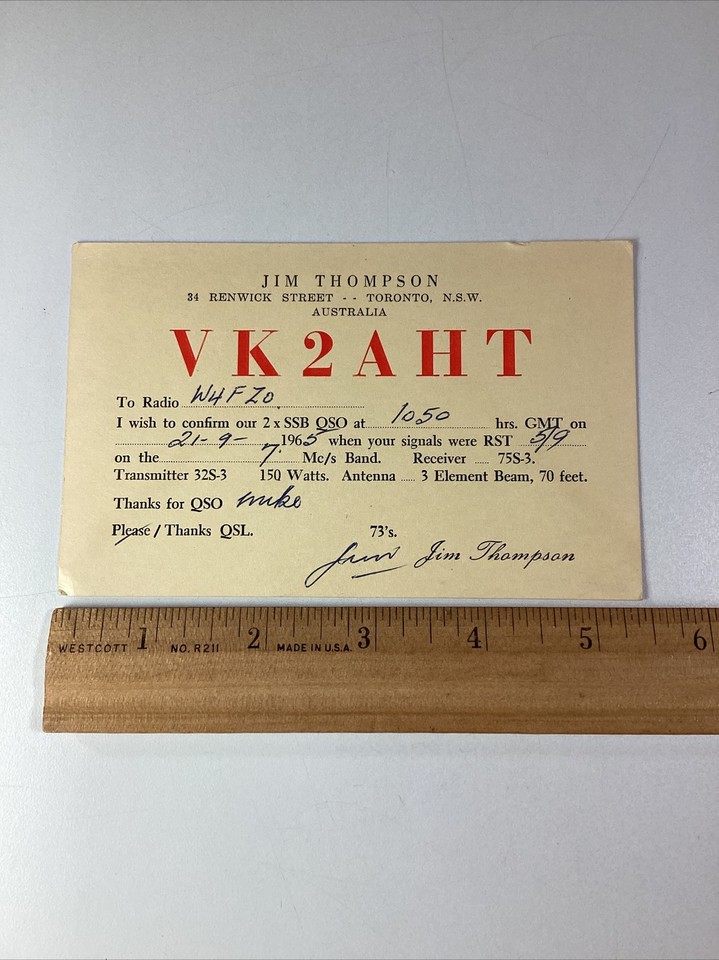 JIM THOMPSON
34 RENWICK STREET -- TORONTO, N.S.W.
AUSTRALIA
VK2AHT
To Radio W4FZO
I wish to confirm our 2 x SSB QSO at 1050 hrs. GMT on
21-9- 1965 when your signals were RST 5/9
on the 7. Mc/s Band. Receiver ..... 75S-3.
Transmitter 32S-3 150 Watts. Antenna ..... 3 Element Beam, 70 feet.
Thanks for QSO mike
Please / Thanks QSL. 73's.
Jim Jim Thompson
1 2 3 4 5 6
WESTCOTT NO. R211 MADE IN U.S.A.